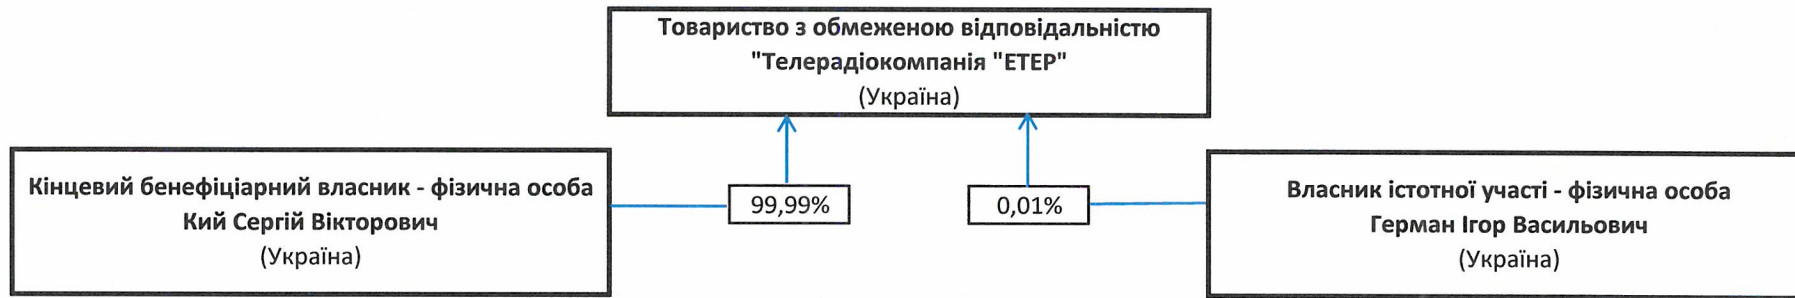 Товариство з обмеженою відповідальністю
"Телерадіокомпанія "ЕТЕР"
(Україна)
Кінцевий бенефіціарний власник - фізична особа
Кий Сергій Вікторович
(Україна)
99,99%
0,01%
Власник істотної участі - фізична особа
Герман Ігор Васильович
(Україна)